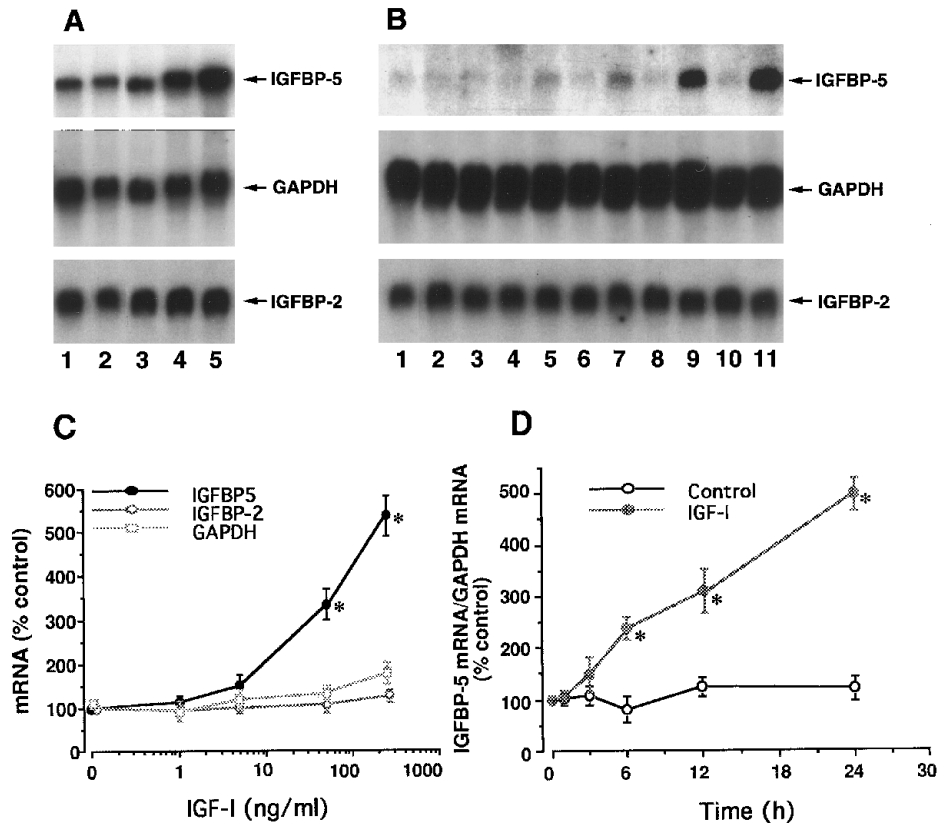 A
IGFBP-5
GAPDH
IGFBP-2
1 2 3 4 5
B
IGFBP-5
GAPDH
IGFBP-2
1 2 3 4 5 6 7 8 9 10 11
C
IGFBP5
IGFBP-2
GAPDH
mRNA (% control)
600
500
400
300
200
100
0
*
*
0 1 10 100 1000
IGF-I (ng/ml)
D
Control
IGF-I
IGFBP-5 mRNA/GAPDH mRNA
(% control)
500
400
300
200
100
0
*
*
*
0 6 12 18 24 30
Time (h)